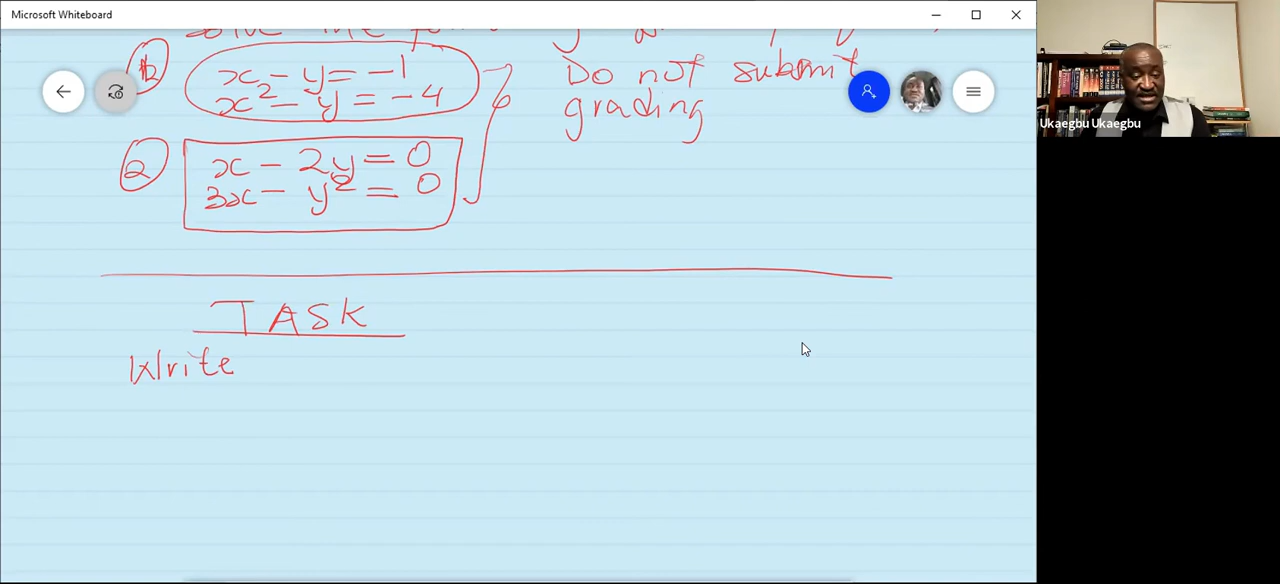 Microsoft Whiteboard
x - y = -1
x² - y = -4
Do not submit
grading
2
x - 2y = 0
3x - y² = 0
TASK
Write
Ukaegbu Ukaegbu